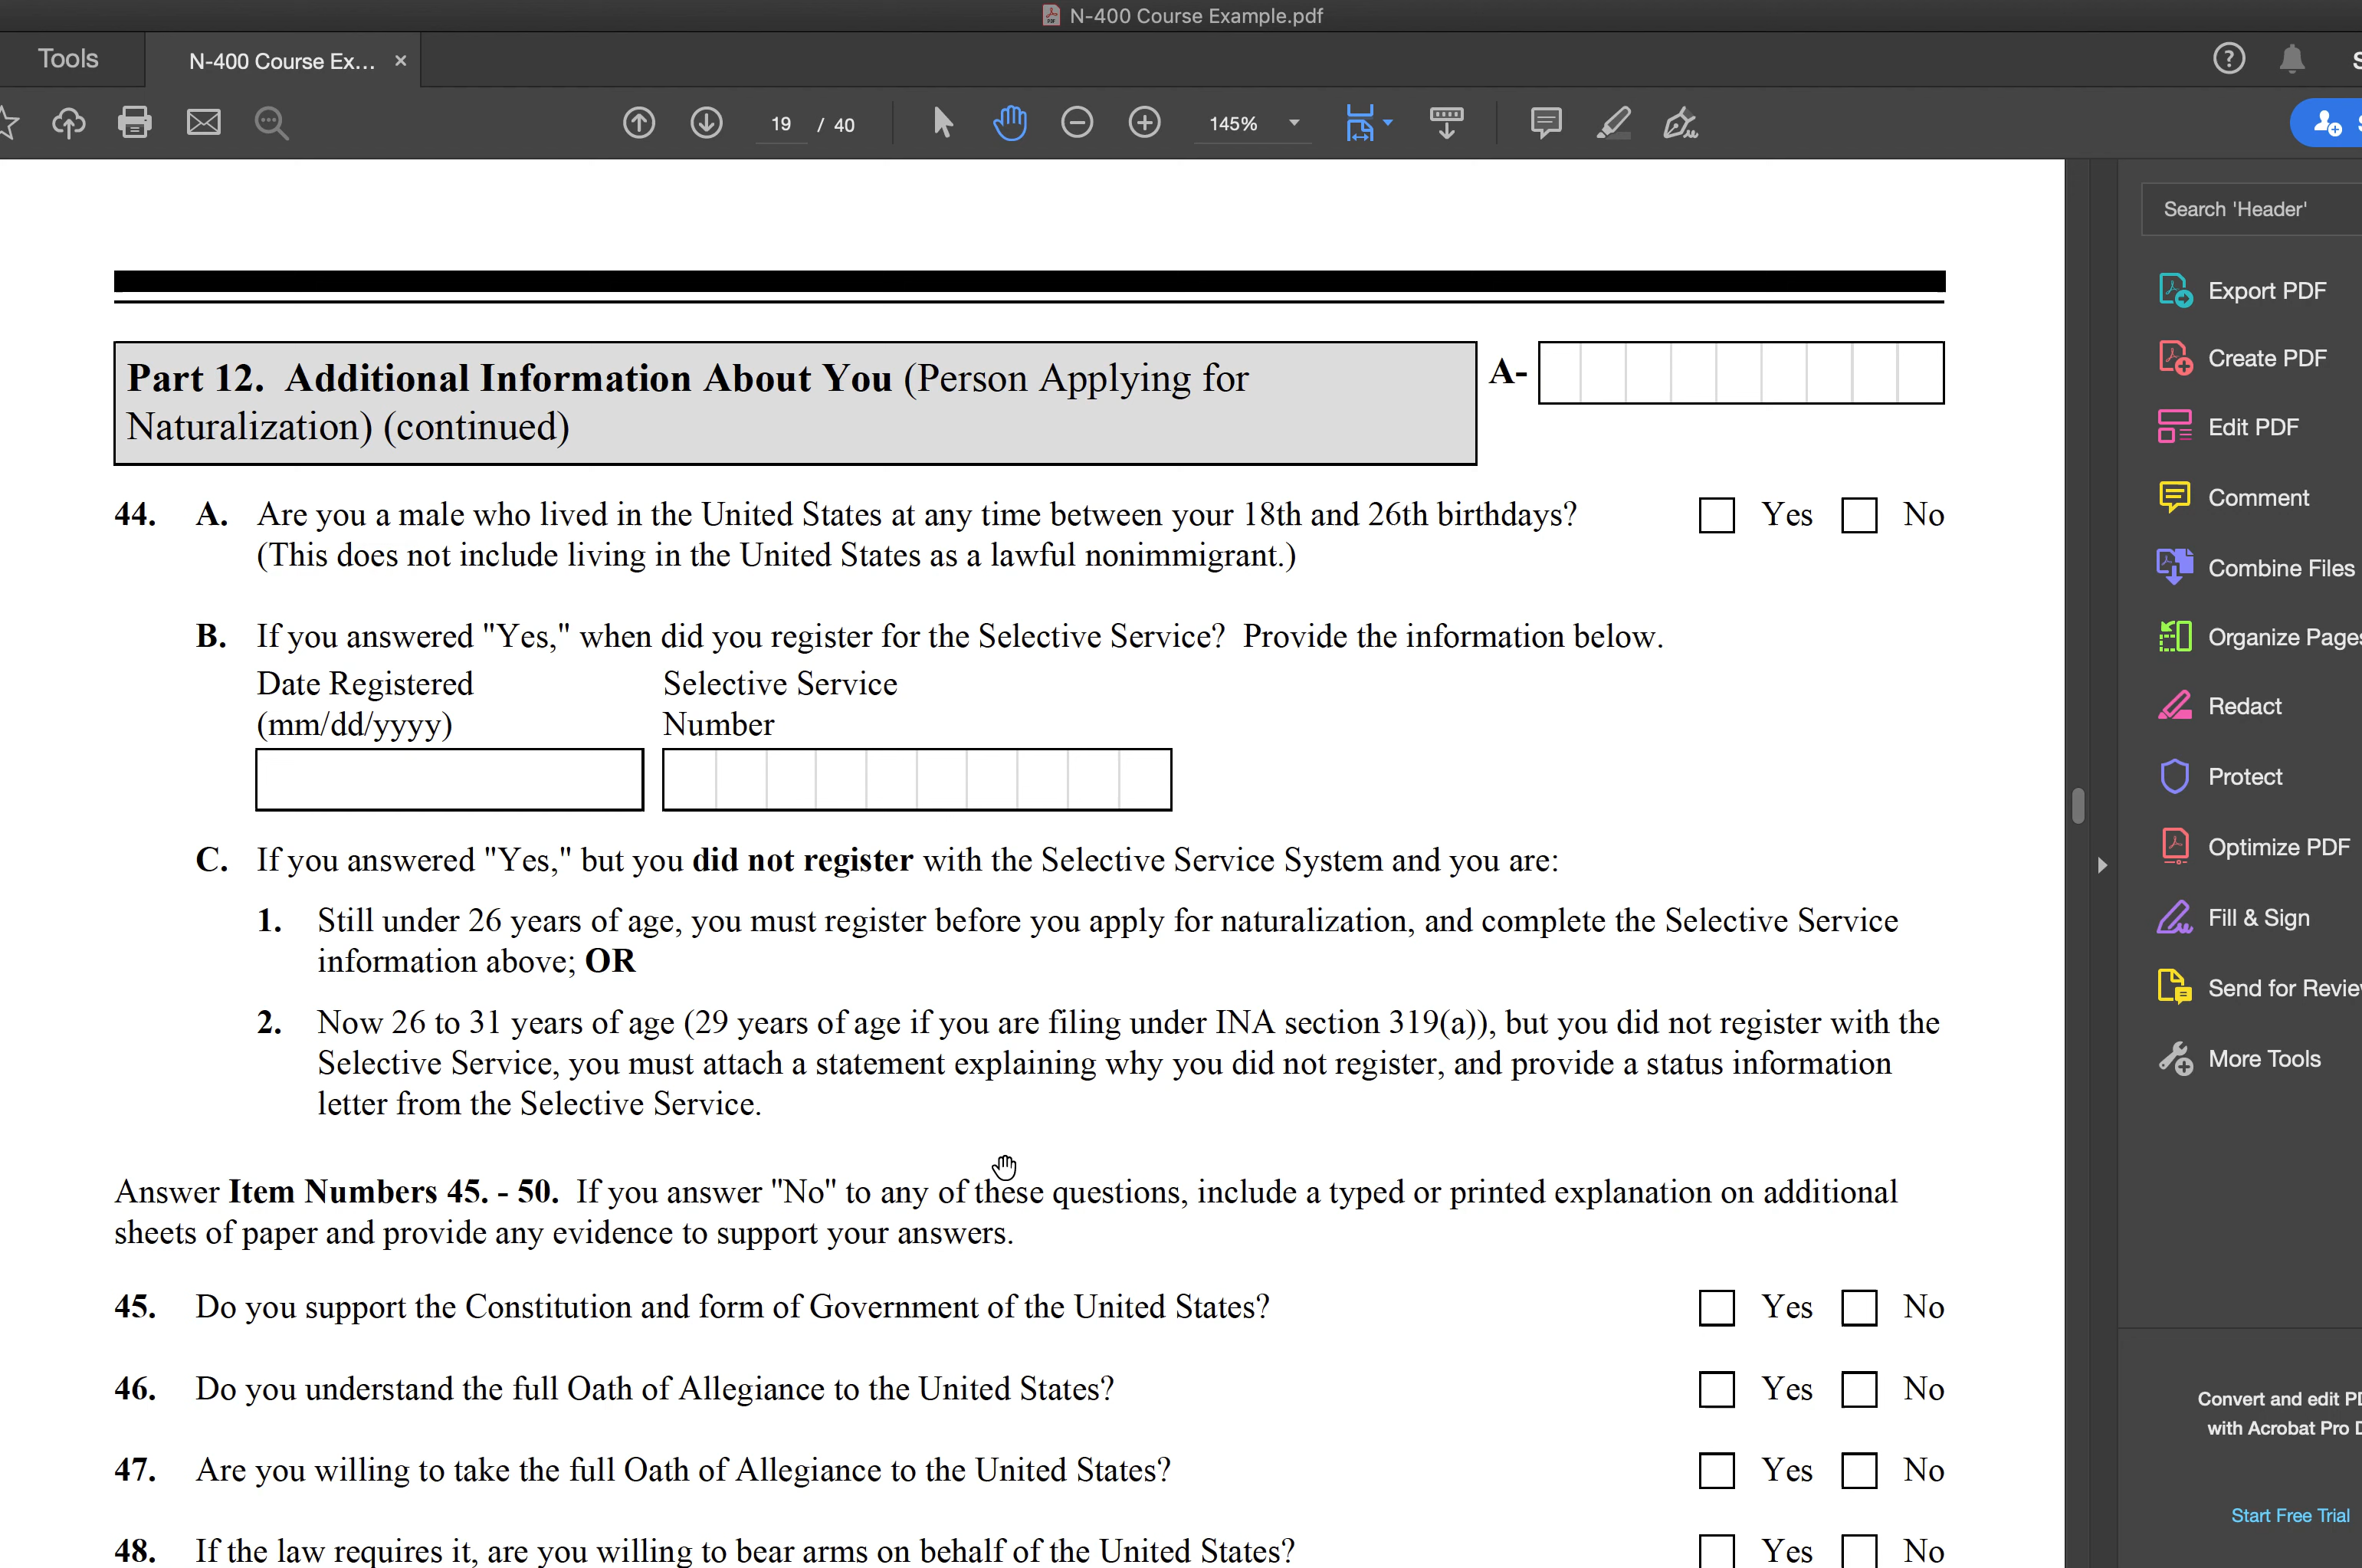 N-400 Course Example.pdf
Tools
N-400 Course Ex... ×
19 / 40
145%
Search 'Header'
Export PDF
Create PDF
Edit PDF
Comment
Combine Files
Organize Pages
Redact
Protect
Optimize PDF
Fill & Sign
Send for Revie
More Tools
Convert and edit PD
with Acrobat Pro D
Start Free Trial
Part 12. Additional Information About You (Person Applying for
Naturalization) (continued)
A-
44. A. Are you a male who lived in the United States at any time between your 18th and 26th birthdays? Yes No
(This does not include living in the United States as a lawful nonimmigrant.)
B. If you answered "Yes," when did you register for the Selective Service? Provide the information below.
Date Registered Selective Service
(mm/dd/yyyy) Number
C. If you answered "Yes," but you did not register with the Selective Service System and you are:
1. Still under 26 years of age, you must register before you apply for naturalization, and complete the Selective Service
information above; OR
2. Now 26 to 31 years of age (29 years of age if you are filing under INA section 319(a)), but you did not register with the
Selective Service, you must attach a statement explaining why you did not register, and provide a status information
letter from the Selective Service.
Answer Item Numbers 45. - 50. If you answer "No" to any of these questions, include a typed or printed explanation on additional
sheets of paper and provide any evidence to support your answers.
45. Do you support the Constitution and form of Government of the United States? Yes No
46. Do you understand the full Oath of Allegiance to the United States? Yes No
47. Are you willing to take the full Oath of Allegiance to the United States? Yes No
48. If the law requires it, are you willing to bear arms on behalf of the United States? Yes No